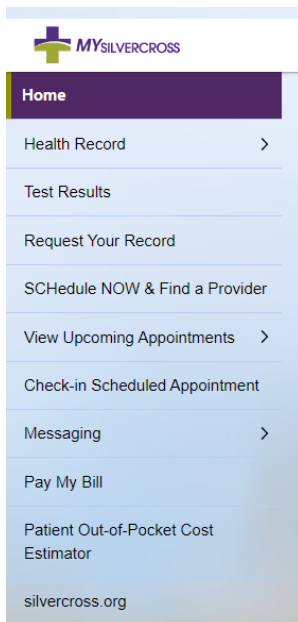 MYSILVERCROSS
Home
Health Record
Test Results
Request Your Record
SCHedule NOW & Find a Provider
View Upcoming Appointments
Check-in Scheduled Appointment
Messaging
Pay My Bill
Patient Out-of-Pocket Cost
Estimator
silvercross.org